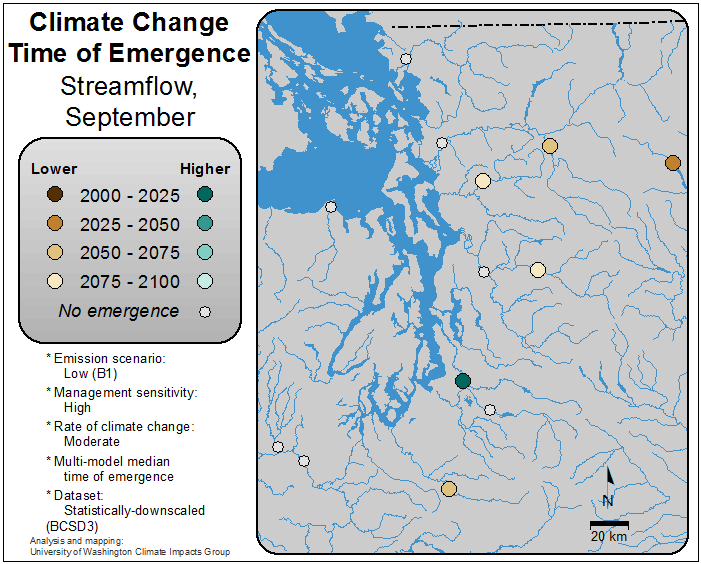 Climate Change
Time of Emergence
Streamflow,
September
Lower Higher
2000 - 2025
2025 - 2050
2050 - 2075
2075 - 2100
No emergence
* Emission scenario:
Low (B1)
* Management sensitivity:
High
* Rate of climate change:
Moderate
* Multi-model median
time of emergence
* Dataset:
Statistically-downscaled
(BCSD3)
Analysis and mapping:
University of Washington Climate Impacts Group
N
20 km